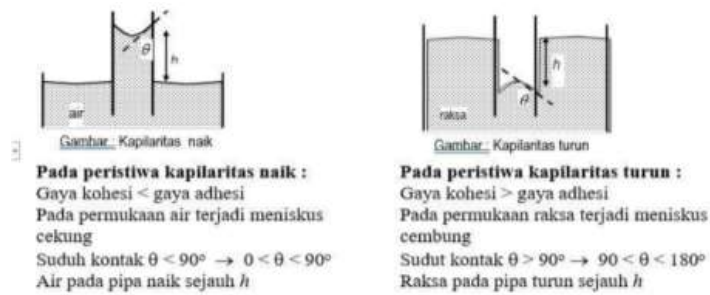 θ
h
air
Gambar : Kapilaritas naik
Pada peristiwa kapilaritas naik :
Gaya kohesi < gaya adhesi
Pada permukaan air terjadi meniskus
cekung
Suduh kontak θ < 90° → 0 < θ < 90°
Air pada pipa naik sejauh h
h
θ
raksa
Gambar : Kapilaritas turun
Pada peristiwa kapilaritas turun :
Gaya kohesi > gaya adhesi
Pada permukaan raksa terjadi meniskus
cembung
Sudut kontak θ > 90° → 90 < θ < 180°
Raksa pada pipa turun sejauh h